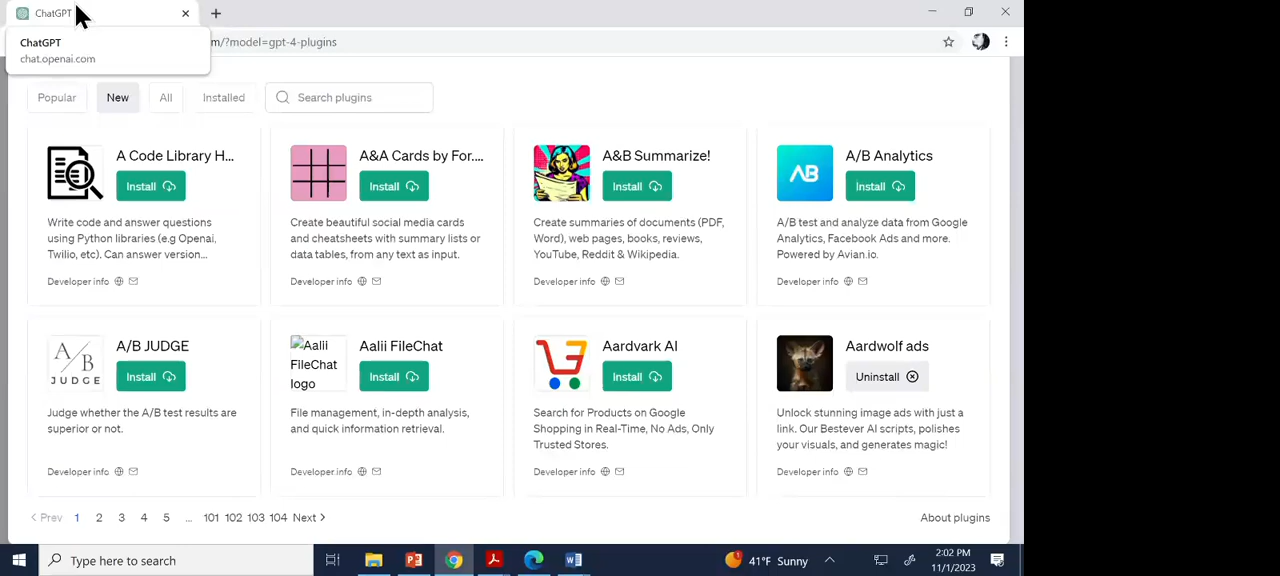 ChatGPT
ChatGPT
chat.openai.com
m/?model=gpt-4-plugins
Popular
New
All
Installed
Search plugins
A Code Library H...
Install
Write code and answer questions
using Python libraries (e.g Openai,
Twilio, etc). Can answer version...
Developer info
A&A Cards by For....
Install
Create beautiful social media cards
and cheatsheets with summary lists or
data tables, from any text as input.
Developer info
A&B Summarize!
Install
Create summaries of documents (PDF,
Word), web pages, books, reviews,
YouTube, Reddit & Wikipedia.
Developer info
AB
A/B Analytics
Install
A/B test and analyze data from Google
Analytics, Facebook Ads and more.
Powered by Avian.io.
Developer info
A/B
JUDGE
A/B JUDGE
Install
Judge whether the A/B test results are
superior or not.
Developer info
Aalii
FileChat
logo
Aalii FileChat
Install
File management, in-depth analysis,
and quick information retrieval.
Developer info
Aardvark AI
Install
Search for Products on Google
Shopping in Real-Time, No Ads, Only
Trusted Stores.
Developer info
Aardwolf ads
Uninstall
Unlock stunning image ads with just a
link. Our Bestever AI scripts, polishes
your visuals, and generates magic!
Developer info
Prev 1 2 3 4 5 ... 101 102 103 104 Next
About plugins
Type here to search
41°F Sunny
2:02 PM
11/1/2023